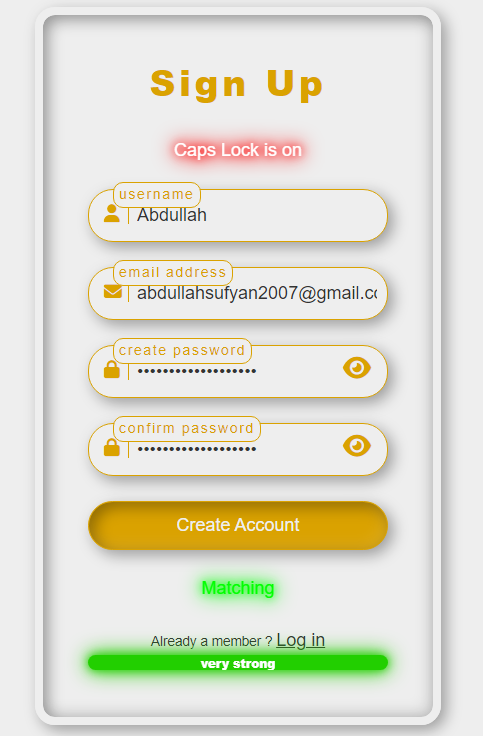 Sign Up
Caps Lock is on
username
Abdullah
email address
abdullahsufyan2007@gmail.co
create password
•••••••••••••••••••
confirm password
•••••••••••••••••••
Create Account
Matching
Already a member ? Log in
very strong